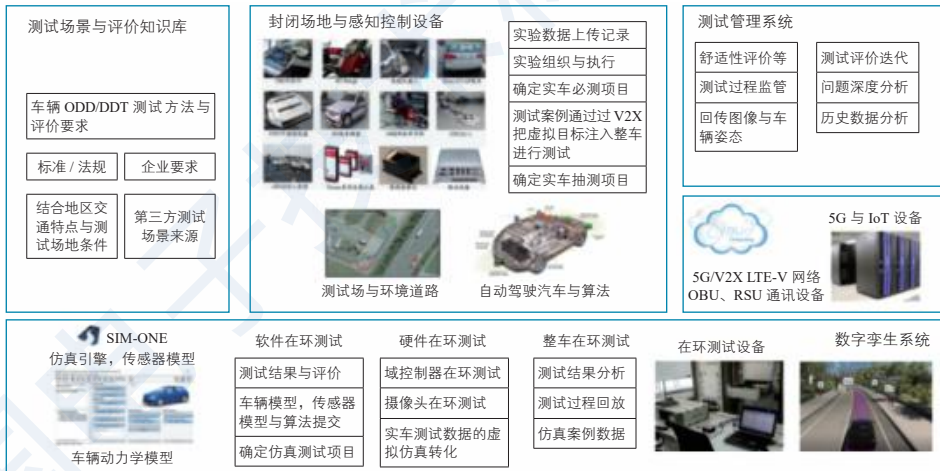 测试场景与评价知识库
车辆 ODD/DDT 测试方法与
评价要求
标准 / 法规
企业要求
结合地区交
通特点与测
试场地条件
第三方测试
场景来源
封闭场地与感知控制设备
实验数据上传记录
实验组织与执行
确定实车必测项目
测试案例通过过 V2X
把虚拟目标注入整车
进行测试
确定实车抽测项目
测试场与环境道路
自动驾驶汽车与算法
测试管理系统
舒适性评价等
测试过程监管
回传图像与车
辆姿态
测试评价迭代
问题深度分析
历史数据分析
5G 与 IoT 设备
5G/V2X LTE-V 网络
OBU、RSU 通讯设备
SIM-ONE
仿真引擎，传感器模型
车辆动力学模型
软件在环测试
测试结果与评价
车辆模型，传感器
模型与算法提交
确定仿真测试项目
硬件在环测试
域控制器在环测试
摄像头在环测试
实车测试数据的虚
拟仿真转化
整车在环测试
测试结果分析
测试过程回放
仿真案例数据
在环测试设备
数字孪生系统